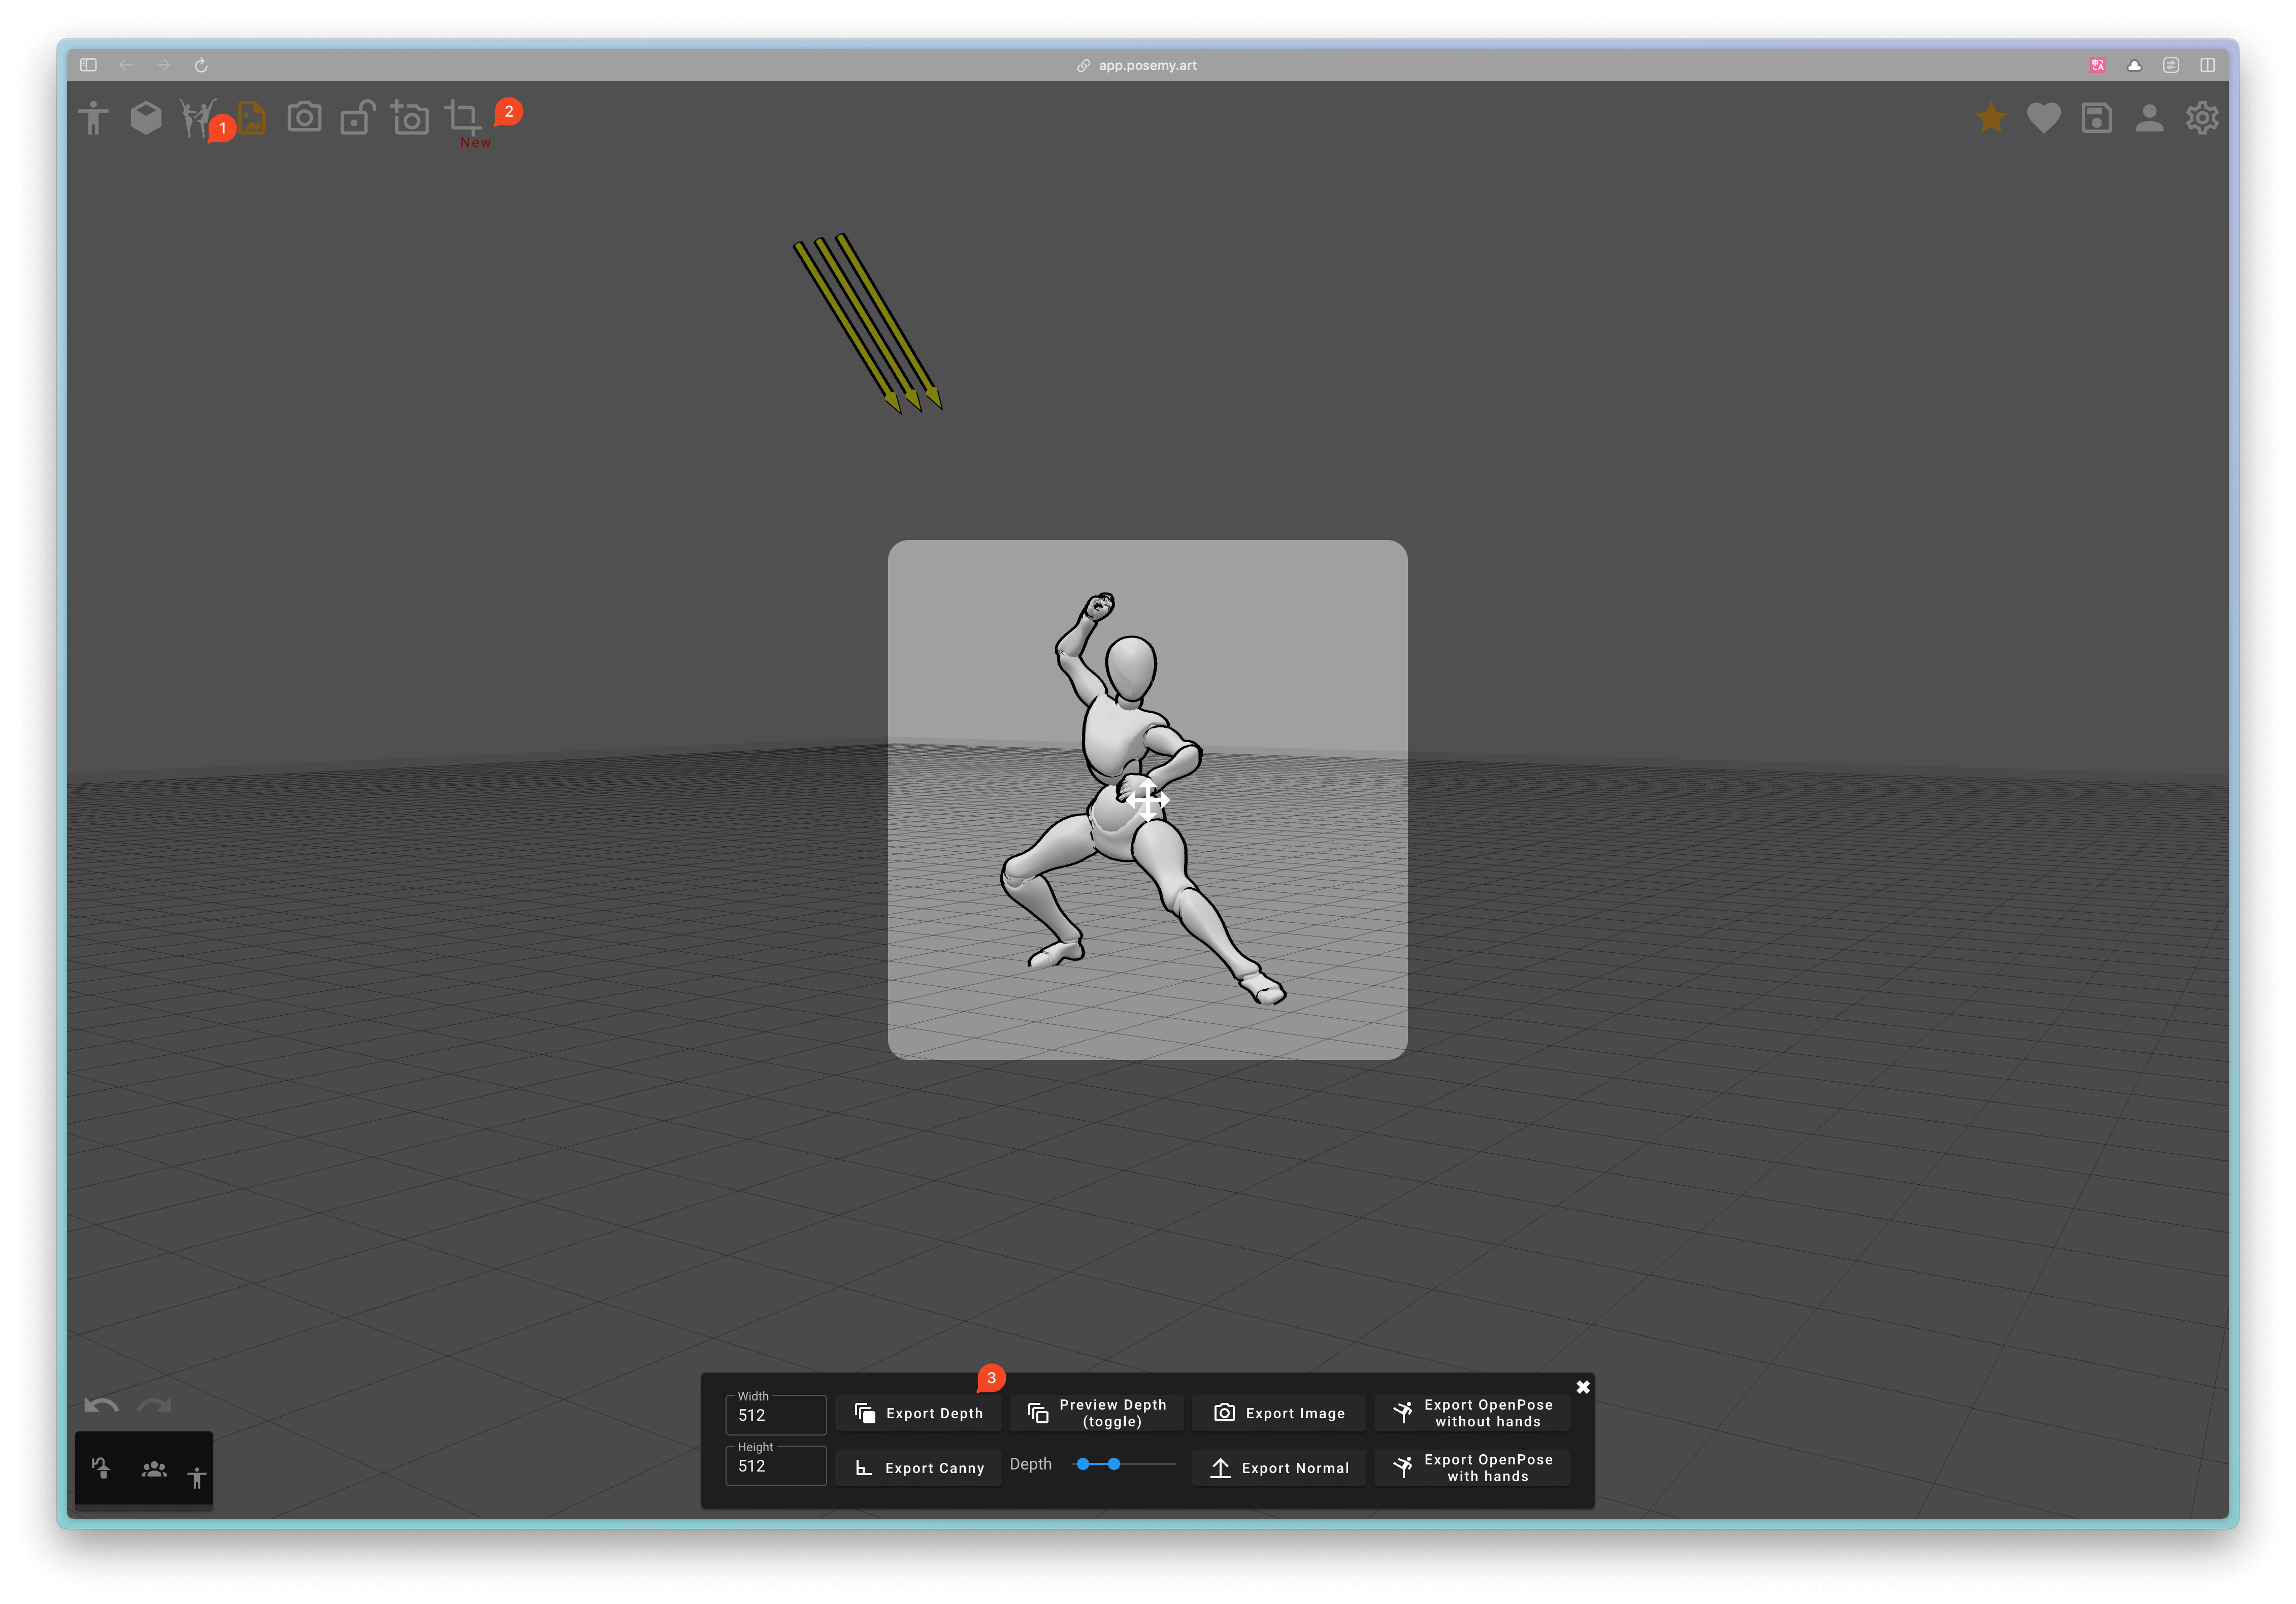 app.posemy.art
1
2
New
3
Width
512
Export Depth
Preview Depth
(toggle)
Export Image
Export OpenPose
without hands
Height
512
Export Canny
Depth
Export Normal
Export OpenPose
with hands